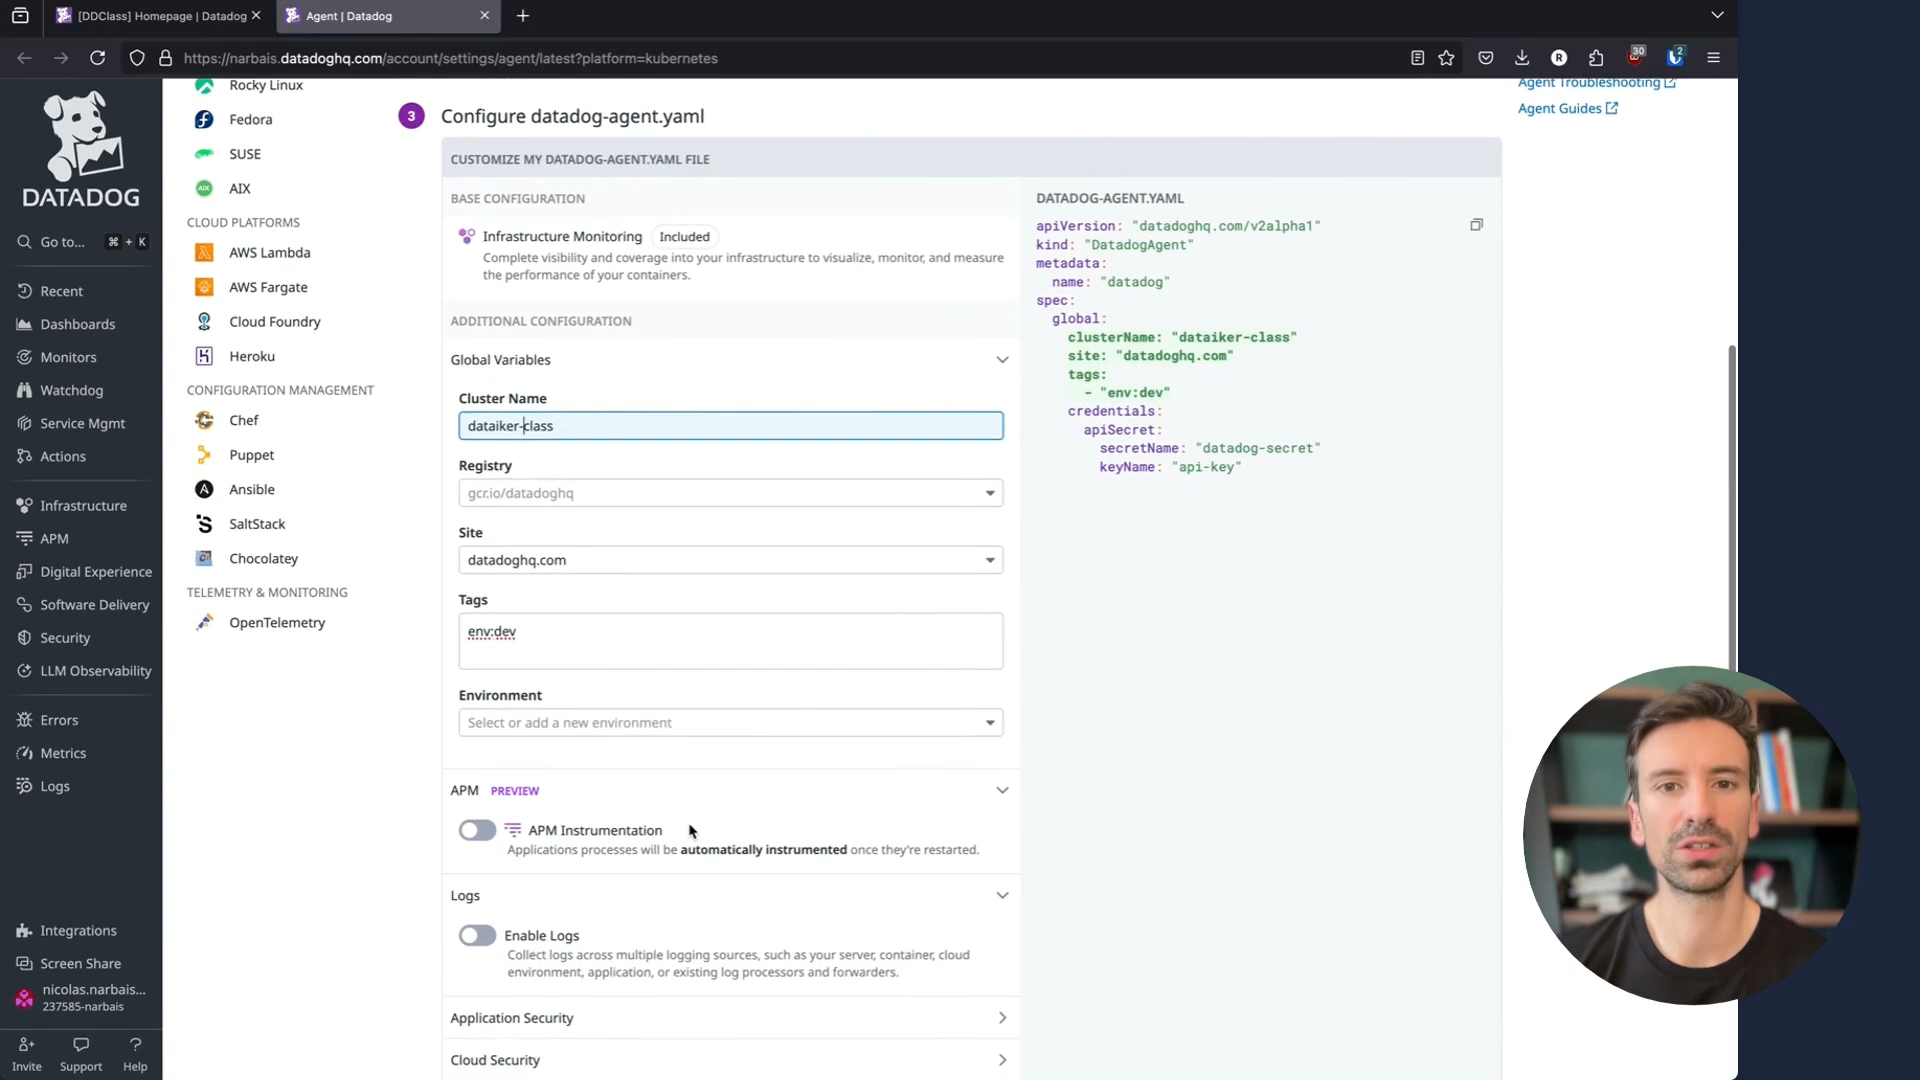 [DDClass] Homepage | Datadog
Agent | Datadog
https://narbais.datadoghq.com/account/settings/agent/latest?platform=kubernetes
30
R
2
DATADOG
Go to... ⌘ + K
Recent
Dashboards
Monitors
Watchdog
Service Mgmt
Actions
Infrastructure
APM
Digital Experience
Software Delivery
Security
LLM Observability
Errors
Metrics
Logs
Integrations
Screen Share
nicolas.narbais...
237585-narbais
Invite
Support
Help
Rocky Linux
Fedora
SUSE
AIX
CLOUD PLATFORMS
AWS Lambda
AWS Fargate
Cloud Foundry
Heroku
CONFIGURATION MANAGEMENT
Chef
Puppet
Ansible
SaltStack
Chocolatey
TELEMETRY & MONITORING
OpenTelemetry
3 Configure datadog-agent.yaml
CUSTOMIZE MY DATADOG-AGENT.YAML FILE
BASE CONFIGURATION
Infrastructure Monitoring Included
Complete visibility and coverage into your infrastructure to visualize, monitor, and measure
the performance of your containers.
ADDITIONAL CONFIGURATION
Global Variables
Cluster Name
dataiker-class
Registry
gcr.io/datadoghq
Site
datadoghq.com
Tags
env:dev
Environment
Select or add a new environment
APM PREVIEW
APM Instrumentation
Applications processes will be automatically instrumented once they're restarted.
Logs
Enable Logs
Collect logs across multiple logging sources, such as your server, container, cloud
environment, application, or existing log processors and forwarders.
Application Security
Cloud Security
DATADOG-AGENT.YAML
apiVersion: "datadoghq.com/v2alpha1"
kind: "DatadogAgent"
metadata:
name: "datadog"
spec:
global:
clusterName: "dataiker-class"
site: "datadoghq.com"
tags:
- "env:dev"
credentials:
apiSecret:
secretName: "datadog-secret"
keyName: "api-key"
Agent Troubleshooting
Agent Guides